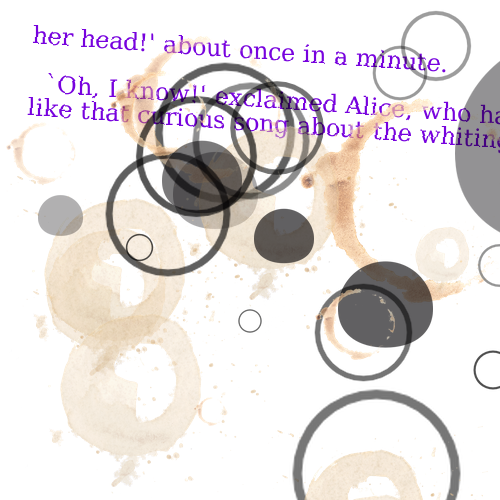 her head!' about once in a minute.
`Oh, I know!' exclaimed Alice, who ha
like that curious song about the whiting